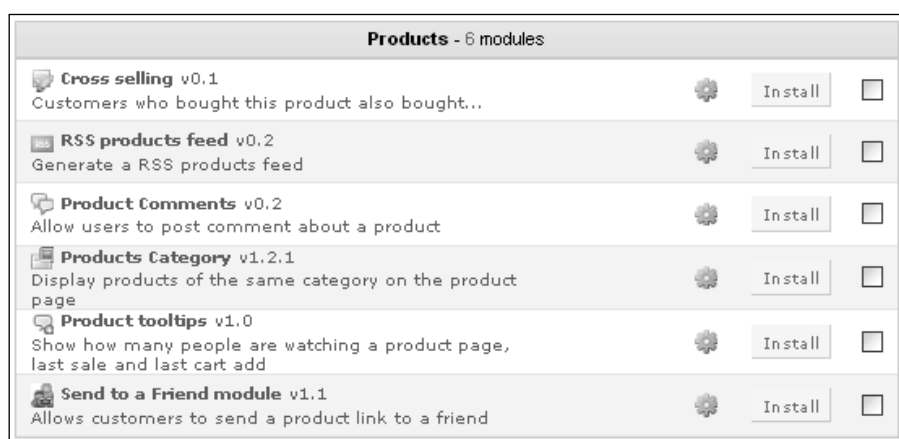 Products - 6 modules
Cross selling v0.1
Customers who bought this product also bought...
Install
RSS products feed v0.2
Generate a RSS products feed
Install
Product Comments v0.2
Allow users to post comment about a product
Install
Products Category v1.2.1
Display products of the same category on the product
page
Install
Product tooltips v1.0
Show how many people are watching a product page,
last sale and last cart add
Install
Send to a Friend module v1.1
Allows customers to send a product link to a friend
Install